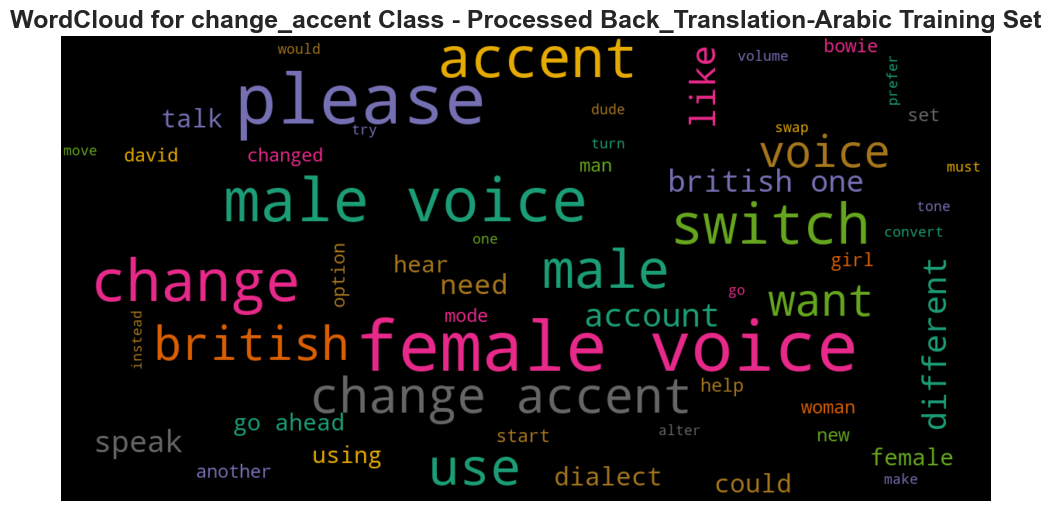 WordCloud for change_accent Class - Processed Back_Translation-Arabic Training Set
would
accent
like
volume
bowie
please
talk
try
dude
prefer
set
move
david
changed
turn
man
swap
voice
must
male voice
british one
switch
tone
one
convert
change
option
hear
need
male
girl
different
go
want
instead
british
mode
account
female voice
change accent
help
woman
speak
go ahead
start
alter
new
another
using
use
dialect
could
female
make